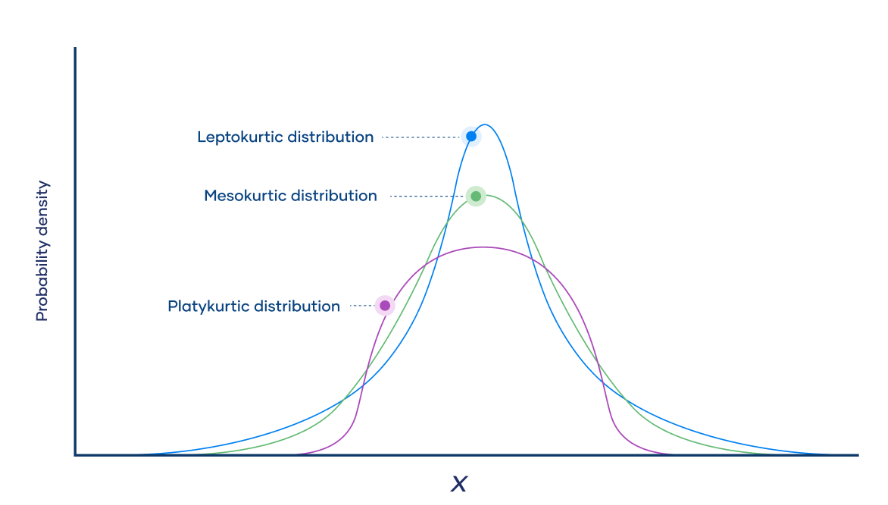 Leptokurtic distribution
Mesokurtic distribution
Platykurtic distribution
Probability density
X